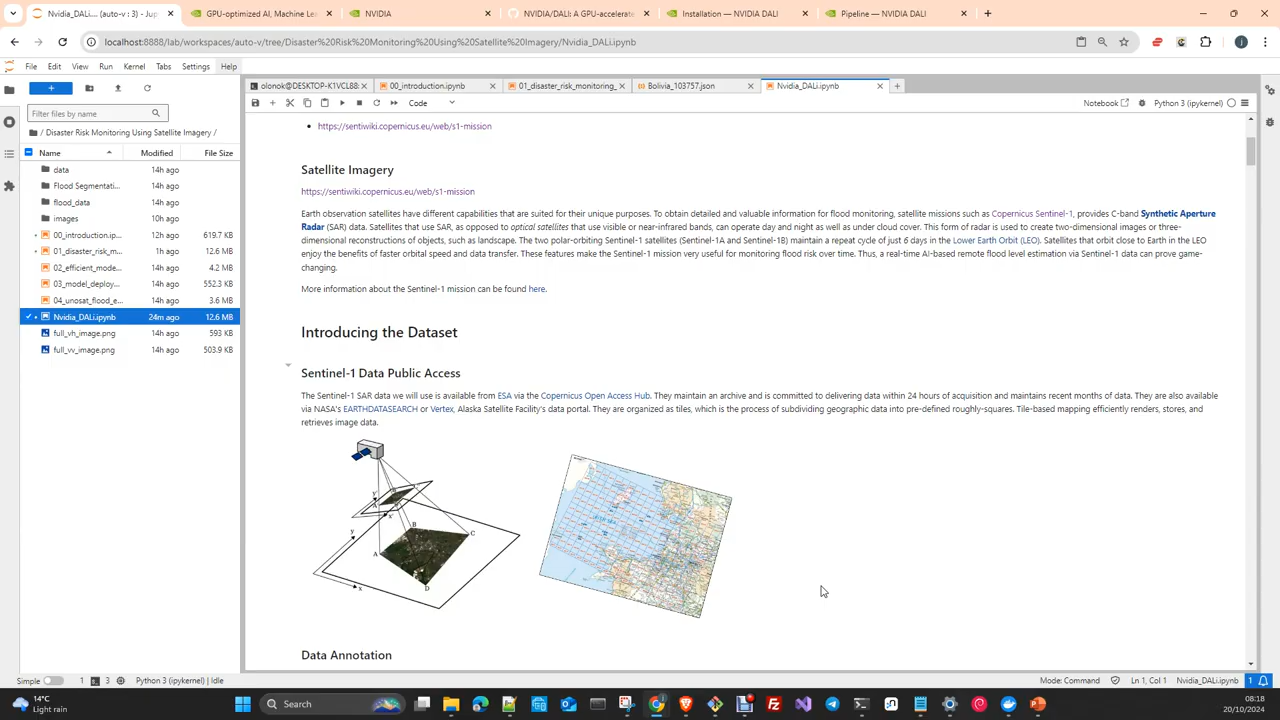 Nvidia_DALi... (auto-v : 3) - Jup
GPU-optimized AI, Machine Lea
NVIDIA
NVIDIA/DALI: A GPU-accelerate
Installation — NVIDIA DALI
Pipeline — NVIDIA DALI
localhost:8888/lab/workspaces/auto-v/tree/Disaster%20Risk%20Monitoring%20Using%20Satellite%20Imagery/Nvidia_DALi.ipynb
File Edit View Run Kernel Tabs Settings Help
olonok@DESKTOP-K1VCL88:
00_introduction.ipynb
01_disaster_risk_monitoring_
Bolivia_103757.json
Nvidia_DALi.ipynb
Code
Notebook
Python 3 (ipykernel)
Filter files by name
/ Disaster Risk Monitoring Using Satellite Imagery /
Name Modified File Size
data 14h ago
Flood Segmentati... 14h ago
flood_data 14h ago
images 10h ago
00_introduction.ip... 12h ago 619.7 KB
01_disaster_risk_m... 1h ago 12.6 MB
02_efficient_mode... 14h ago 4.2 MB
03_model_deploy... 14h ago 552.3 KB
04_unosat_flood_e... 14h ago 3.6 MB
Nvidia_DALi.ipynb 24m ago 12.6 MB
full_vh_image.png 14h ago 593 KB
full_vv_image.png 14h ago 503.9 KB
https://sentiwiki.copernicus.eu/web/s1-mission
Satellite Imagery
https://sentiwiki.copernicus.eu/web/s1-mission
Earth observation satellites have different capabilities that are suited for their unique purposes. To obtain detailed and valuable information for flood monitoring, satellite missions such as Copernicus Sentinel-1, provides C-band Synthetic Aperture
Radar (SAR) data. Satellites that use SAR, as opposed to optical satellites that use visible or near-infrared bands, can operate day and night as well as under cloud cover. This form of radar is used to create two-dimensional images or three-
dimensional reconstructions of objects, such as landscape. The two polar-orbiting Sentinel-1 satellites (Sentinel-1A and Sentinel-1B) maintain a repeat cycle of just 6 days in the Lower Earth Orbit (LEO). Satellites that orbit close to Earth in the LEO
enjoy the benefits of faster orbital speed and data transfer. These features make the Sentinel-1 mission very useful for monitoring flood risk over time. Thus, a real-time AI-based remote flood level estimation via Sentinel-1 data can prove game-
changing.
More information about the Sentinel-1 mission can be found here.
Introducing the Dataset
Sentinel-1 Data Public Access
The Sentinel-1 SAR data we will use is available from ESA via the Copernicus Open Access Hub. They maintain an archive and is committed to delivering data within 24 hours of acquisition and maintains recent months of data. They are also available
via NASA's EARTHDATASEARCH or Vertex, Alaska Satellite Facility's data portal. They are organized as tiles, which is the process of subdividing geographic data into pre-defined roughly-squares. Tile-based mapping efficiently renders, stores, and
retrieves image data.
A
B
C
D
x
y
Data Annotation
Simple 1 3 Python 3 (ipykernel) | Idle
Mode: Command Ln 1, Col 1 Nvidia_DALi.ipynb 1
14°C
Light rain
Search
08:18
20/10/2024